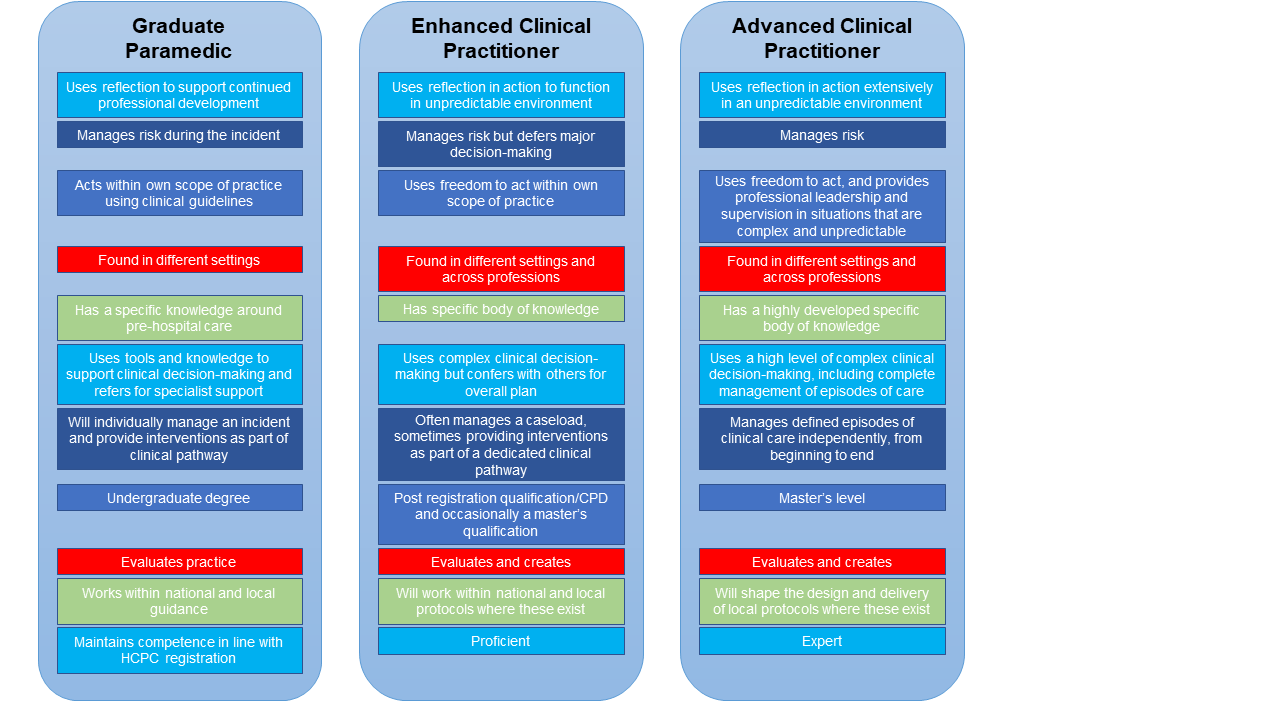 Graduate
Paramedic
Uses reflection to support continued
professional development
Manages risk during the incident
Acts within own scope of practice
using clinical guidelines
Found in different settings
Has a specific knowledge around
pre-hospital care
Uses tools and knowledge to
support clinical decision-making and
refers for specialist support
Will individually manage an incident
and provide interventions as part of
clinical pathway
Undergraduate degree
Evaluates practice
Works within national and local
guidance
Maintains competence in line with
HCPC registration
Enhanced Clinical
Practitioner
Uses reflection in action to function
in unpredictable environment
Manages risk but defers major
decision-making
Uses freedom to act within own
scope of practice
Found in different settings and
across professions
Has specific body of knowledge
Uses complex clinical decision-
making but confers with others for
overall plan
Often manages a caseload,
sometimes providing interventions
as part of a dedicated clinical
pathway
Post registration qualification/CPD
and occasionally a master's
qualification
Evaluates and creates
Will work within national and local
protocols where these exist
Proficient
Advanced Clinical
Practitioner
Uses reflection in action extensively
in an unpredictable environment
Manages risk
Uses freedom to act, and provides
professional leadership and
supervision in situations that are
complex and unpredictable
Found in different settings and
across professions
Has a highly developed specific
body of knowledge
Uses a high level of complex clinical
decision-making, including complete
management of episodes of care
Manages defined episodes of
clinical care independently, from
beginning to end
Master's level
Evaluates and creates
Will shape the design and delivery
of local protocols where these exist
Expert